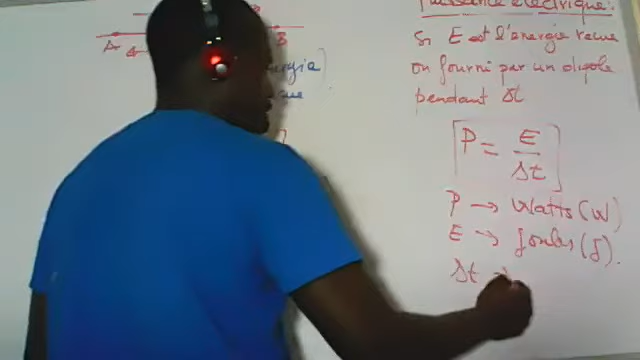 Puissance électrique:
Si E est l'énergie reçue
ou fourni par un dipole
pendant Δt
P = E / Δt
P → Watts (W)
E → Joules (J).
Δt →
A
B